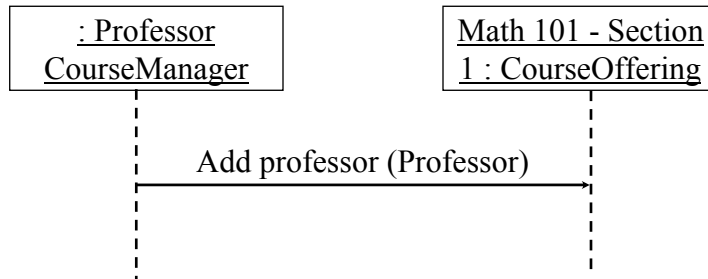 : Professor
CourseManager
Math 101 - Section
1 : CourseOffering
Add professor (Professor)